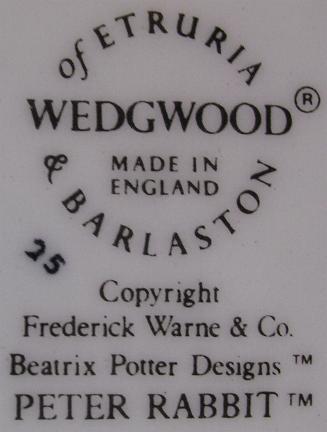 of ETRURIA
WEDGWOOD®
MADE IN
ENGLAND
& BARLASTON
25
Copyright
Frederick Warne & Co.
Beatrix Potter Designs ™
PETER RABBIT ™